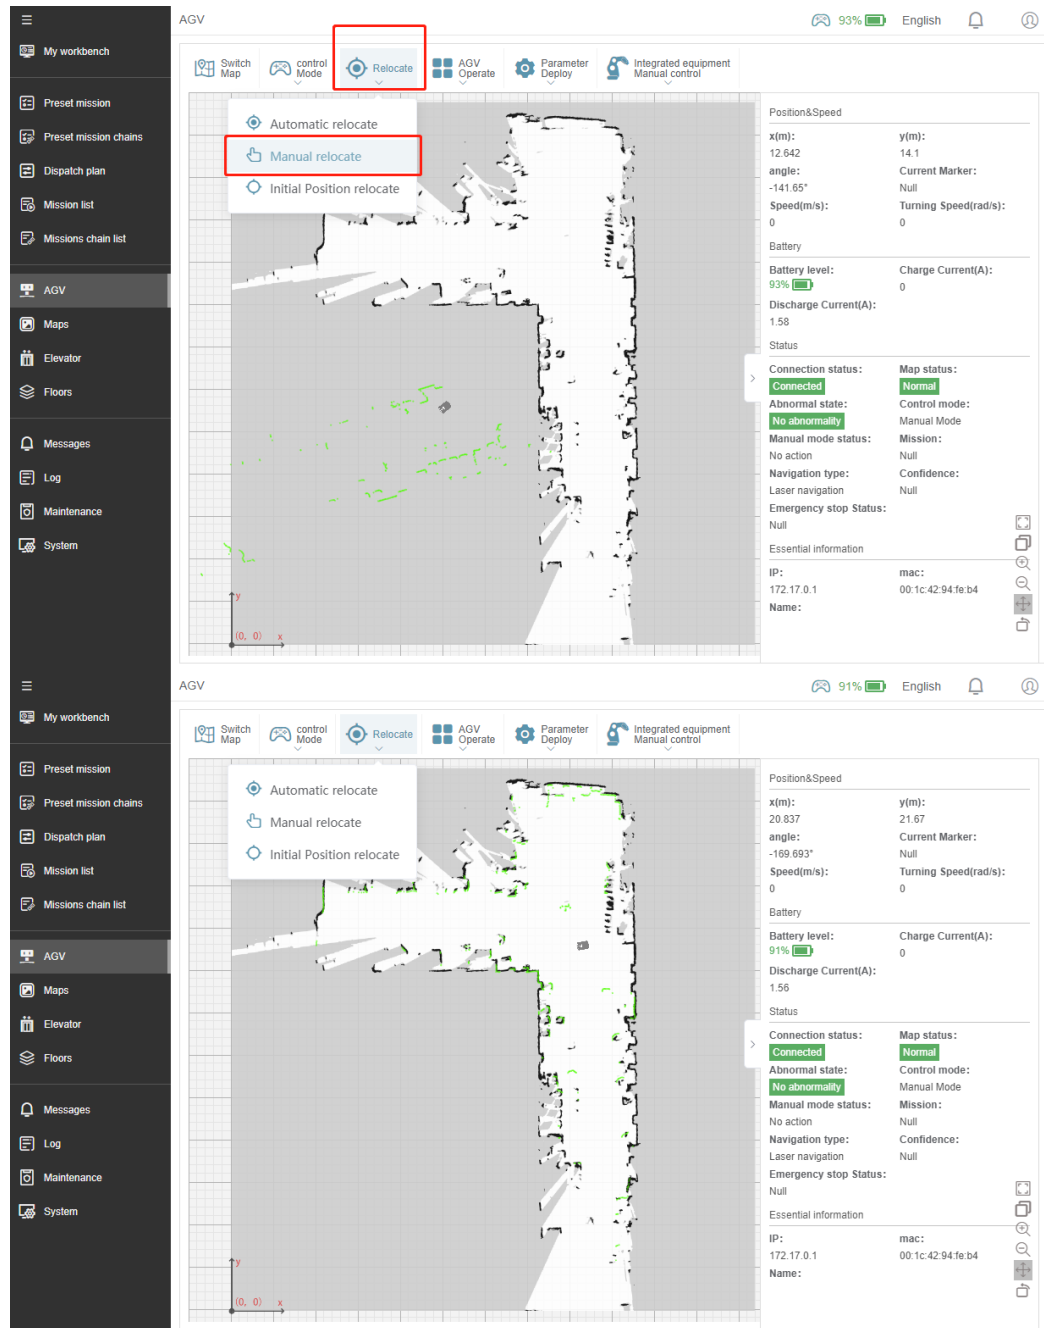 AGV
93%
English
My workbench
Preset mission
Preset mission chains
Dispatch plan
Mission list
Missions chain list
AGV
Maps
Elevator
Floors
Messages
Log
Maintenance
System
Switch Map
control Mode
Relocate
AGV Operate
Parameter Deploy
Integrated equipment Manual control
Automatic relocate
Manual relocate
Initial Position relocate
y
(0, 0) x
Position&Speed
x(m): y(m):
12.642 14.1
angle: Current Marker:
-141.65° Null
Speed(m/s): Turning Speed(rad/s):
0 0
Battery
Battery level: Charge Current(A):
93% 0
Discharge Current(A):
1.58
Status
Connection status: Map status:
Connected Normal
Abnormal state: Control mode:
No abnormality Manual Mode
Manual mode status: Mission:
No action Null
Navigation type: Confidence:
Laser navigation Null
Emergency stop Status:
Null
Essential information
IP: mac:
172.17.0.1 00:1c:42:94:fe:b4
Name:
AGV
91%
English
My workbench
Preset mission
Preset mission chains
Dispatch plan
Mission list
Missions chain list
AGV
Maps
Elevator
Floors
Messages
Log
Maintenance
System
Switch Map
control Mode
Relocate
AGV Operate
Parameter Deploy
Integrated equipment Manual control
Automatic relocate
Manual relocate
Initial Position relocate
y
(0, 0) x
Position&Speed
x(m): y(m):
20.837 21.67
angle: Current Marker:
-169.693° Null
Speed(m/s): Turning Speed(rad/s):
0 0
Battery
Battery level: Charge Current(A):
91% 0
Discharge Current(A):
1.56
Status
Connection status: Map status:
Connected Normal
Abnormal state: Control mode:
No abnormality Manual Mode
Manual mode status: Mission:
No action Null
Navigation type: Confidence:
Laser navigation Null
Emergency stop Status:
Null
Essential information
IP: mac:
172.17.0.1 00:1c:42:94:fe:b4
Name: